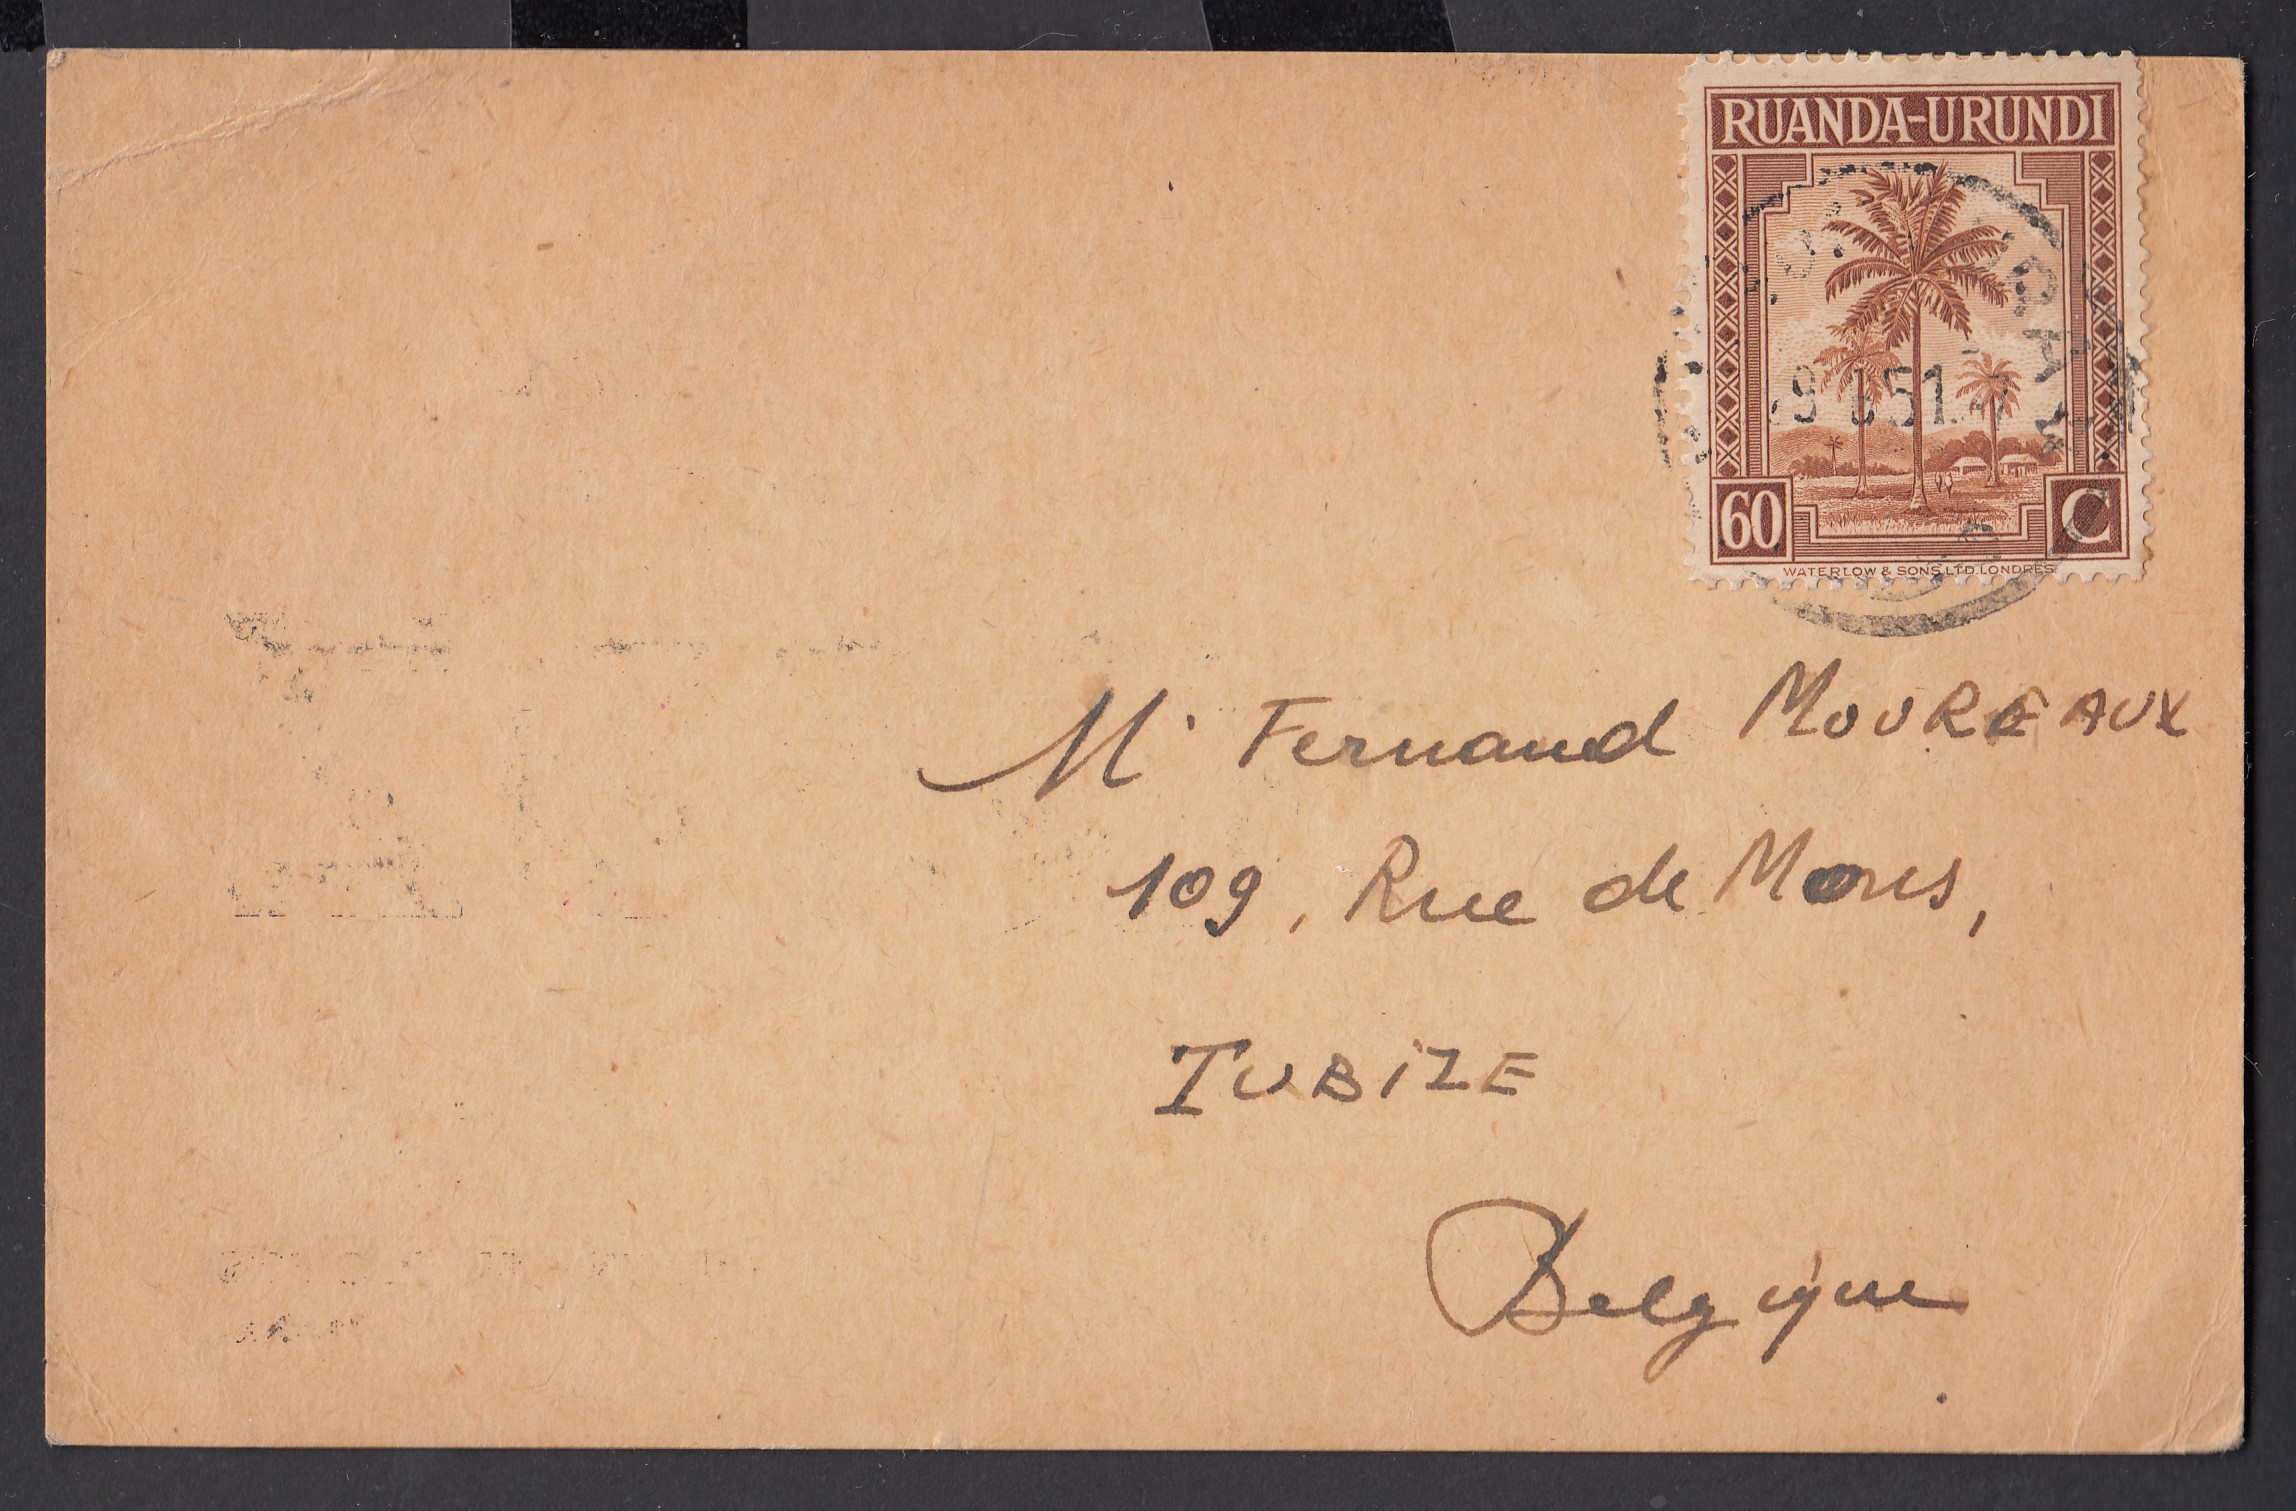 RUANDA-URUNDI
60 C
WATERLOW & SONS LTD. LONDRES
Mr Fernand MOUREAUX
109, Rue de Mons,
TUBIZE
Belgique